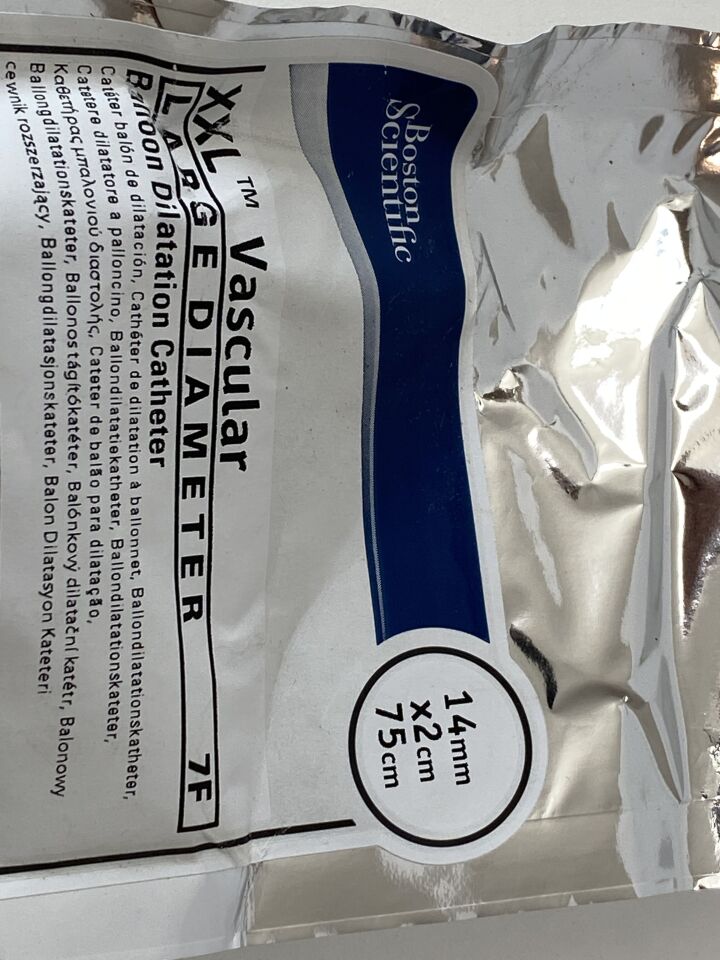 Boston
Scientific
14mm
x2cm
75cm
XXL™ Vascular
LARGE DIAMETER 7F
Balloon Dilatation Catheter
Catéter balón de dilatación, Cathéter de dilatation à ballonnet, Ballondilatationskatheter,
Catetere dilatatore a palloncino, Ballondilatatiekatheter, Ballondilatationskateter,
Καθετήρας μπαλονιού διαστολής, Cateter de balão para dilatação,
Ballongdilatationskateter, Ballonos tágítókatéter, Balónkový dilatační katétr, Balonowy
cewnik rozszerzający, Ballongdilatasjonskateter, Balon Dilatasyon Kateteri